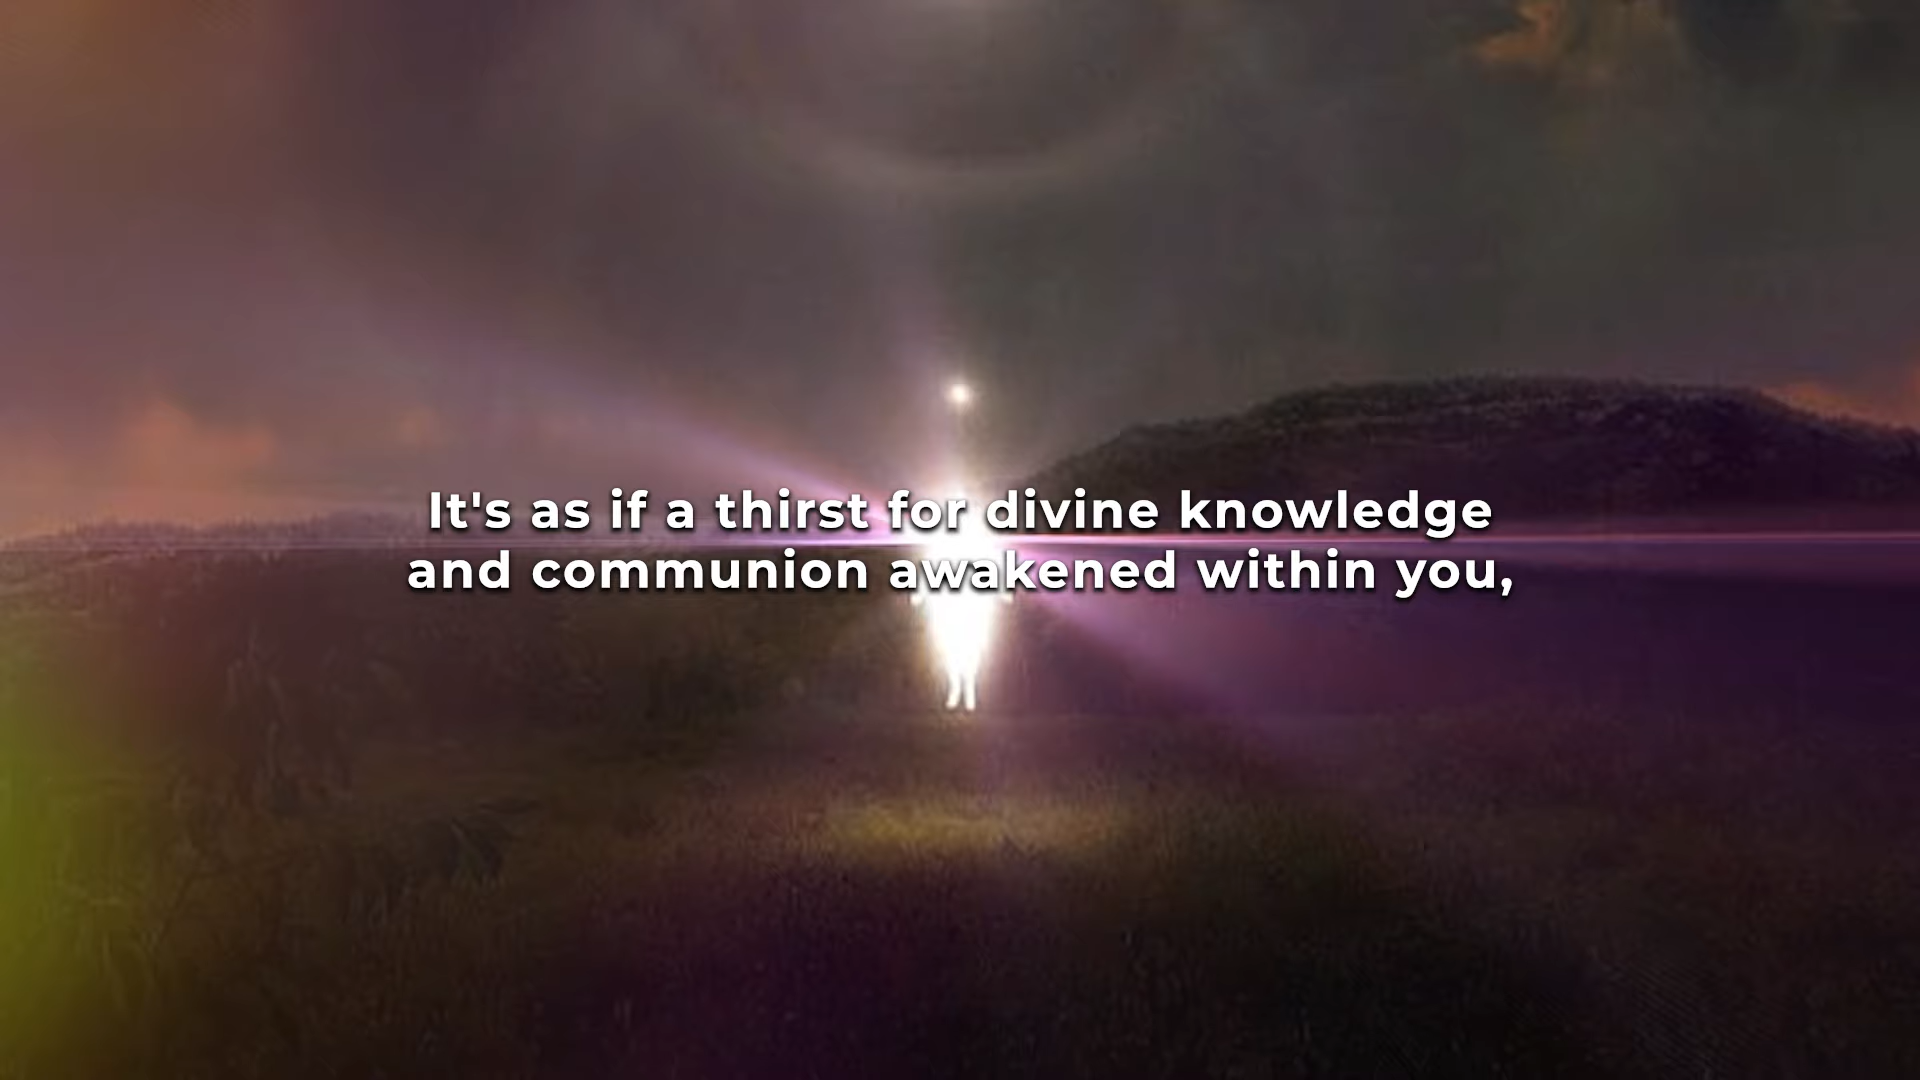 It's as if a thirst for divine knowledge
and communion awakened within you,